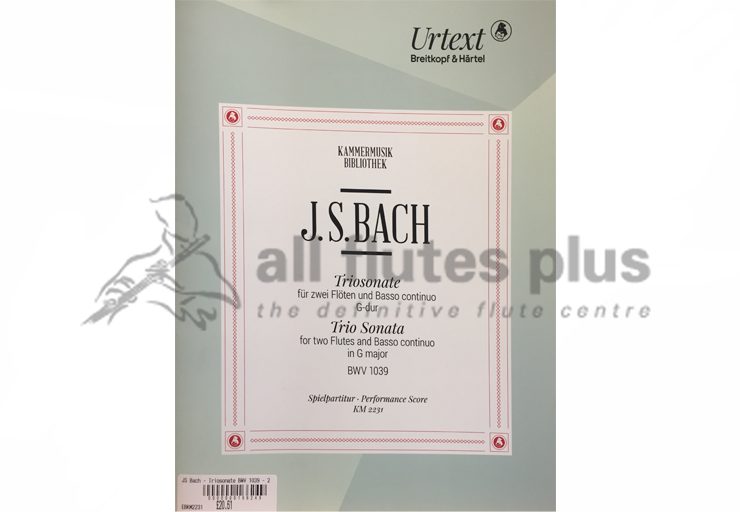 Urtext
Breitkopf & Härtel
KAMMERMUSIK
BIBLIOTHEK
J. S. BACH
Triosonate
für zwei Flöten und Basso continuo
G-dur
Trio Sonata
for two Flutes and Basso continuo
in G major
BWV 1039
Spielpartitur · Performance Score
KM 2231
all flutes plus
the definitive flute centre
JS Bach - Triosonate BWV 1039 - 2
EBKM2231
£20.61